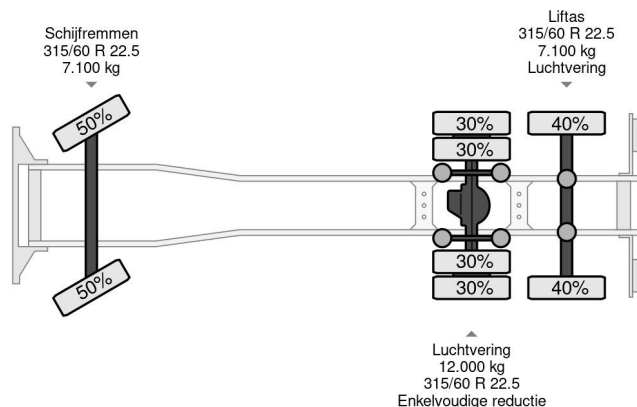 Schijfremmen
315/60 R 22.5
7.100 kg
Liftas
315/60 R 22.5
7.100 kg
Luchtvering
50%
30%
40%
30%
30%
50%
30%
40%
Luchtvering
12.000 kg
315/60 R 22.5
Enkelvoudige reductie